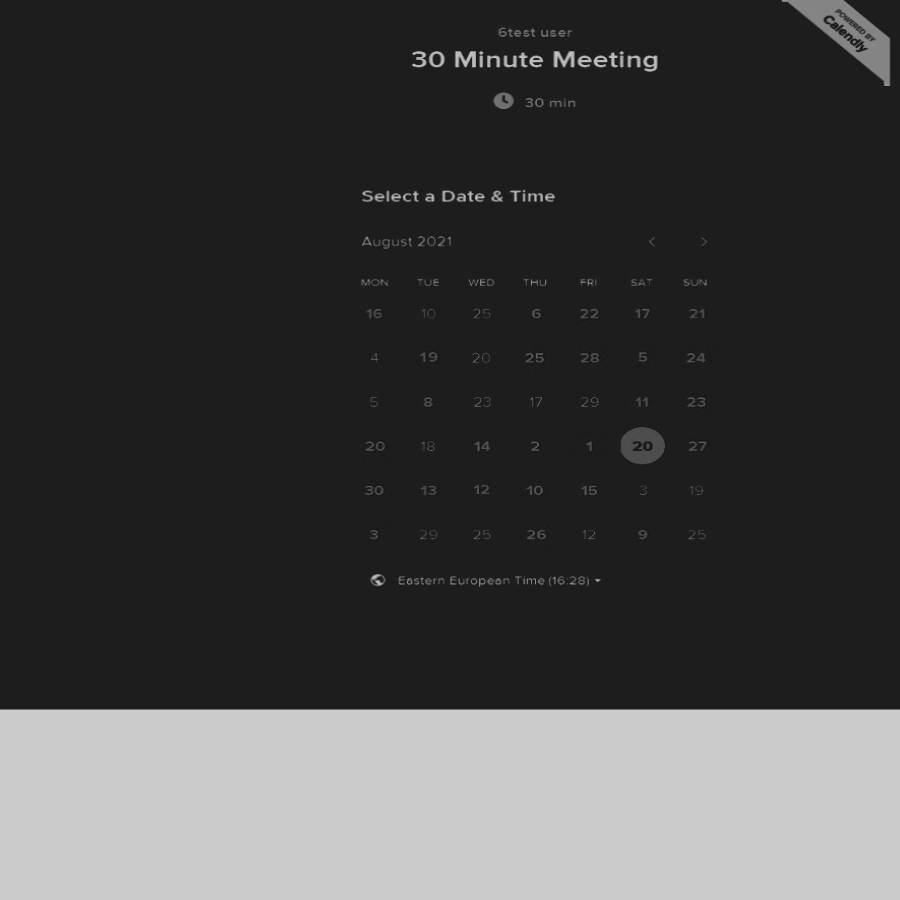 6test user
30 Minute Meeting
30 min
POWERED BY
Calendly
Select a Date & Time
August 2021
MON TUE WED THU FRI SAT SUN
16 10 25 6 22 17 21
4 19 20 25 28 5 24
5 8 23 17 29 11 23
20 18 14 2 1 20 27
30 13 12 10 15 3 19
3 29 25 26 12 9 25
Eastern European Time (16:28)